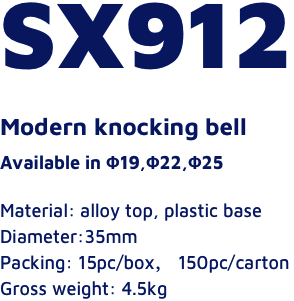 SX912
Modern knocking bell
Available in Φ19,Φ22,Φ25
Material: alloy top, plastic base
Diameter:35mm
Packing: 15pc/box， 150pc/carton
Gross weight: 4.5kg